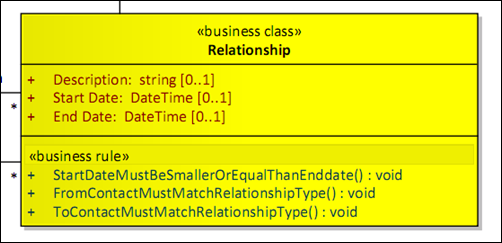 «business class»
Relationship
+ Description: string [0..1]
+ Start Date: DateTime [0..1]
+ End Date: DateTime [0..1]
«business rule»
+ StartDateMustBeSmallerOrEqualThanEnddate() : void
+ FromContactMustMatchRelationshipType() : void
+ ToContactMustMatchRelationshipType() : void
*
*